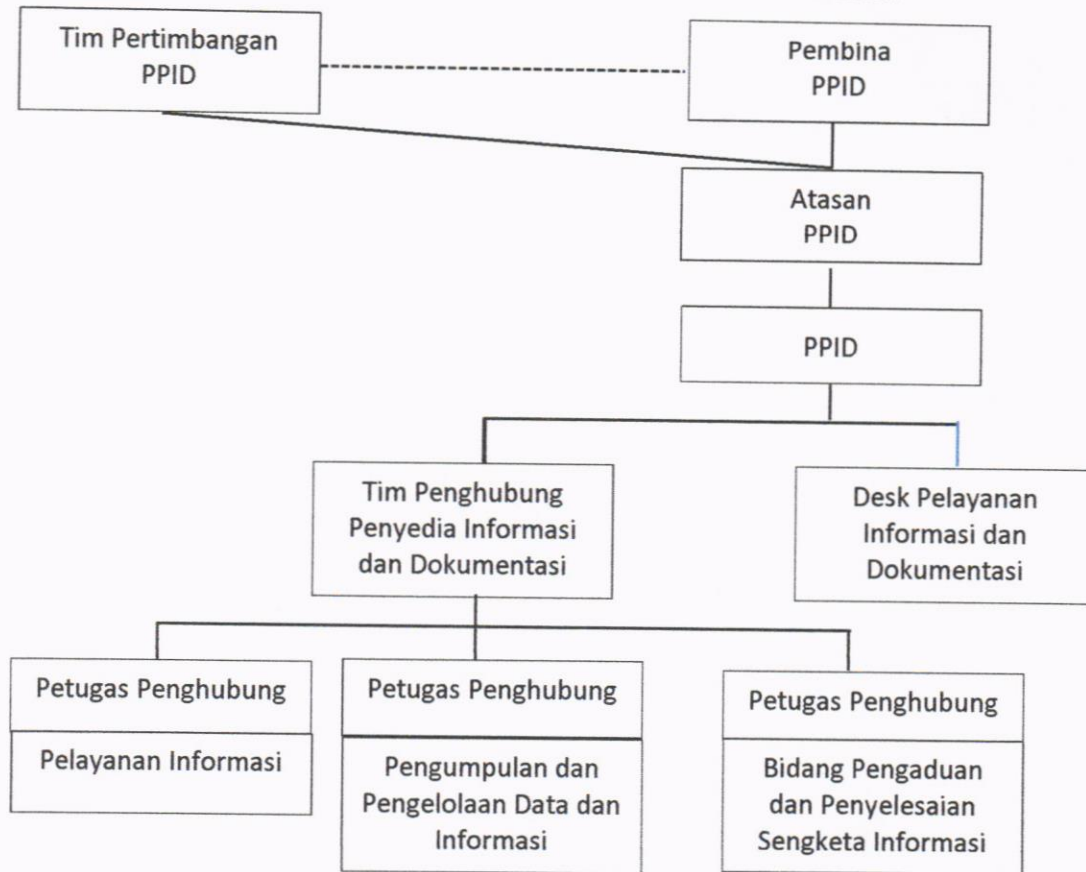 Tim Pertimbangan
PPID
Pembina
PPID
Atasan
PPID
PPID
Tim Penghubung
Penyedia Informasi
dan Dokumentasi
Desk Pelayanan
Informasi dan
Dokumentasi
Petugas Penghubung
Pelayanan Informasi
Petugas Penghubung
Pengumpulan dan
Pengelolaan Data dan
Informasi
Petugas Penghubung
Bidang Pengaduan
dan Penyelesaian
Sengketa Informasi